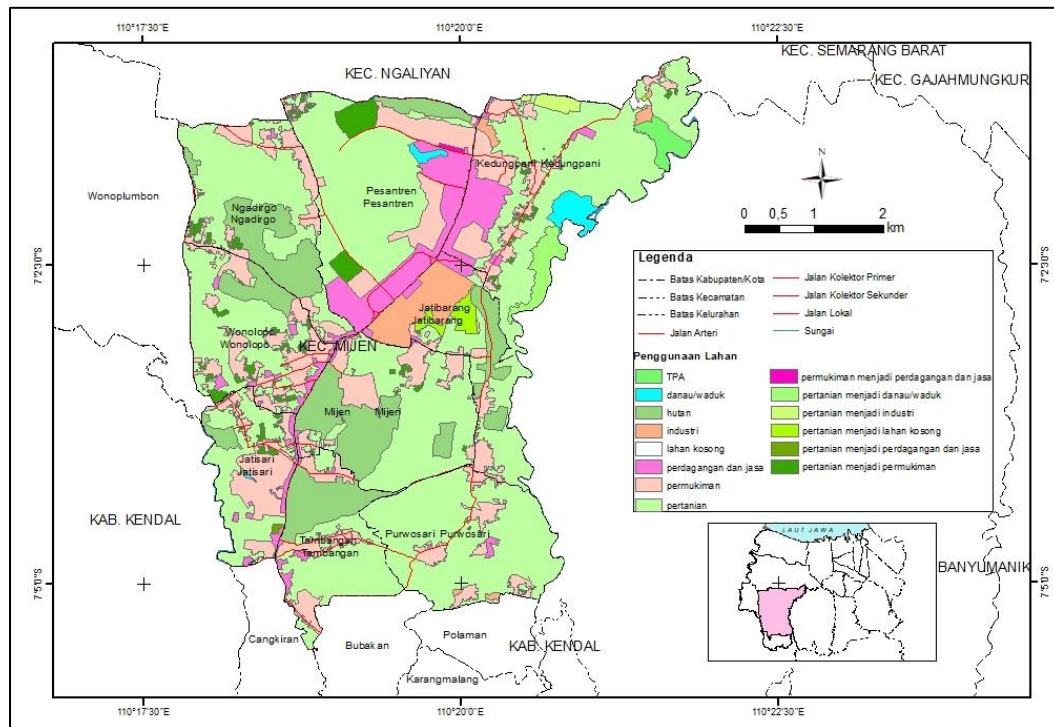 110°17'30"E 110°20'0"E 110°22'30"E
KEC. SEMARANG BARAT
KEC. NGALIYAN
KEC. GAJAHMUNGKUR
Kedungpani Kedungpani
N
Wonoplumbon
Pesantren
Pesantren
Ngadirgo
Ngadirgo
0 0,5 1 2
km
7°2'30"S 7°2'30"S
Legenda
Batas Kabupaten/Kota
Batas Kecamatan
Batas Kelurahan
Jalan Arteri
Jalan Kolektor Primer
Jalan Kolektor Sekunder
Jalan Lokal
Sungai
Jatibarang
Jatibarang
Wonolopo
Wonolopo
KEC. MIJEN
Penggunaan Lahan
TPA
danau/waduk
hutan
industri
lahan kosong
perdagangan dan jasa
permukiman
pertanian
permukiman menjadi perdagangan dan jasa
pertanian menjadi danau/waduk
pertanian menjadi industri
pertanian menjadi lahan kosong
pertanian menjadi perdagangan dan jasa
pertanian menjadi permukiman
Mijen Mijen
Jatisari
Jatisari
KAB. KENDAL
Tambangan
Tambangan
Purwosari Purwosari
LAUT JAWA
7°5'0"S 7°5'0"S
BANYUMANIK
Cangkiran
Bubakan
Polaman
KAB. KENDAL
Karangmalang
110°17'30"E 110°20'0"E 110°22'30"E